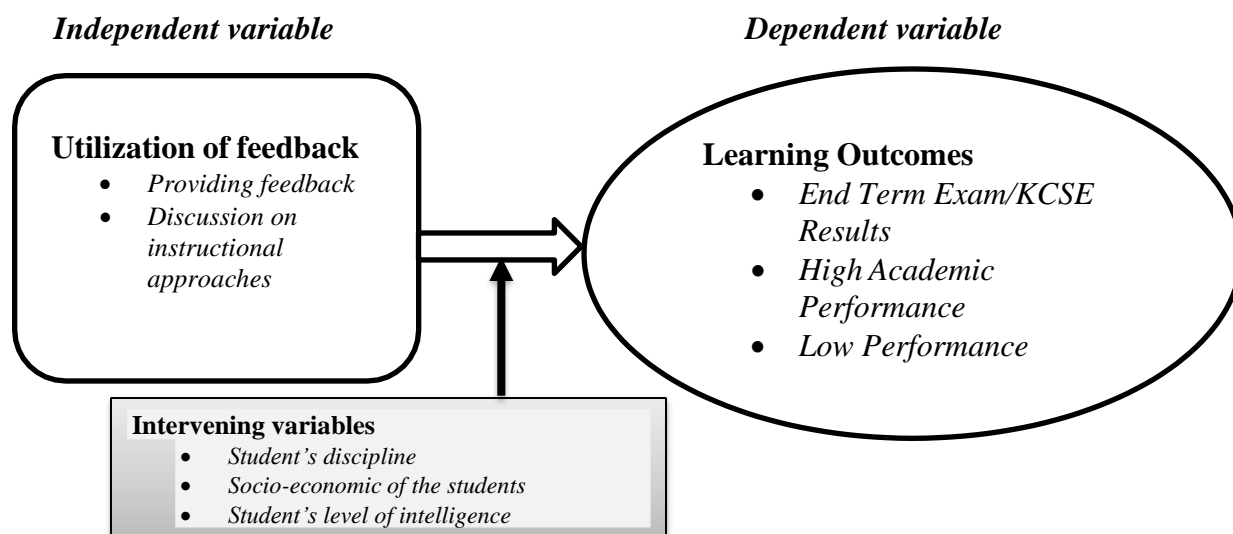 Independent variable
Dependent variable
Utilization of feedback
• Providing feedback
• Discussion on
instructional
approaches
Learning Outcomes
• End Term Exam/KCSE
Results
• High Academic
Performance
• Low Performance
Intervening variables
• Student’s discipline
• Socio-economic of the students
• Student’s level of intelligence